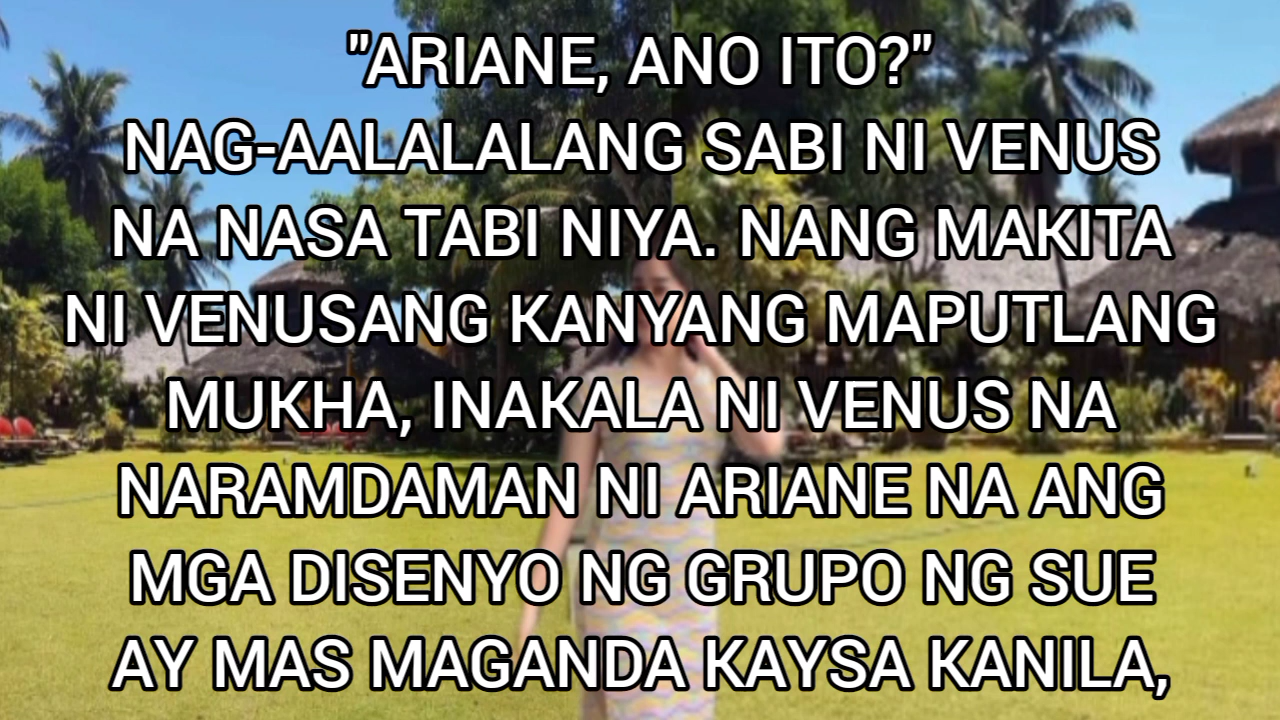 "ARIANE, ANO ITO?"
NAG-AALALALANG SABI NI VENUS
NA NASA TABI NIYA. NANG MAKITA
NI VENUSANG KANYANG MAPUTLANG
MUKHA, INAKALA NI VENUS NA
NARAMDAMAN NI ARIANE NA ANG
MGA DISENYO NG GRUPO NG SUE
AY MAS MAGANDA KAYSA KANILA,